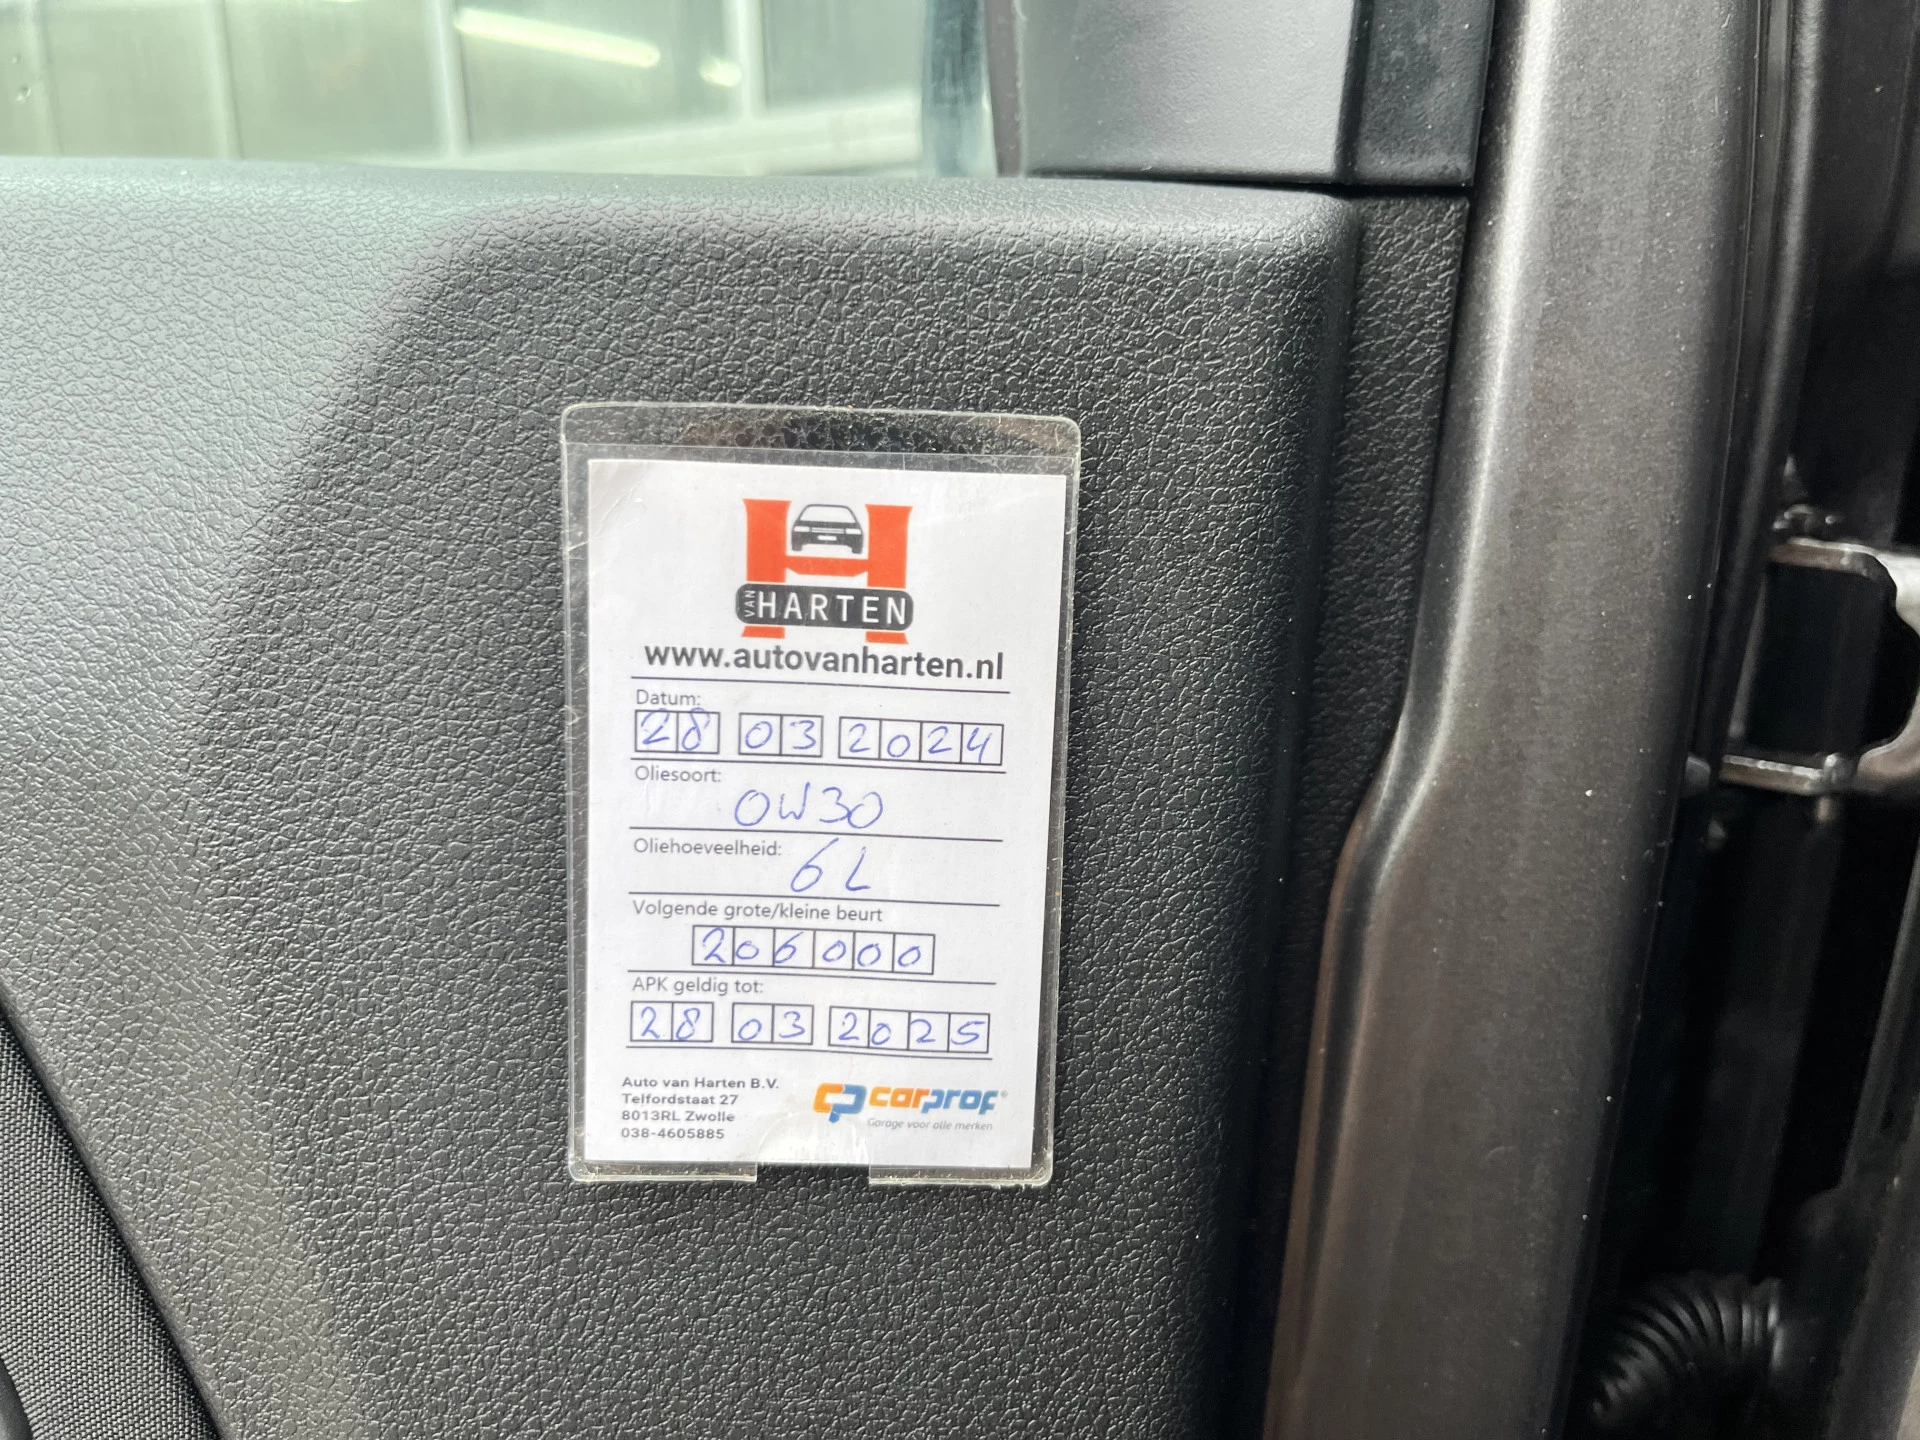 VAN HARTEN
www.autovanharten.nl
Datum:
28 03 2024
Oliesoort:
0W30
Oliehoeveelheid: 6L
Volgende grote/kleine beurt
206000
APK geldig tot:
28 03 2025
Auto van Harten B.V.
Telfordstaat 27
8013RL Zwolle
038-4605885
CP carprof®
Garage voor alle merken